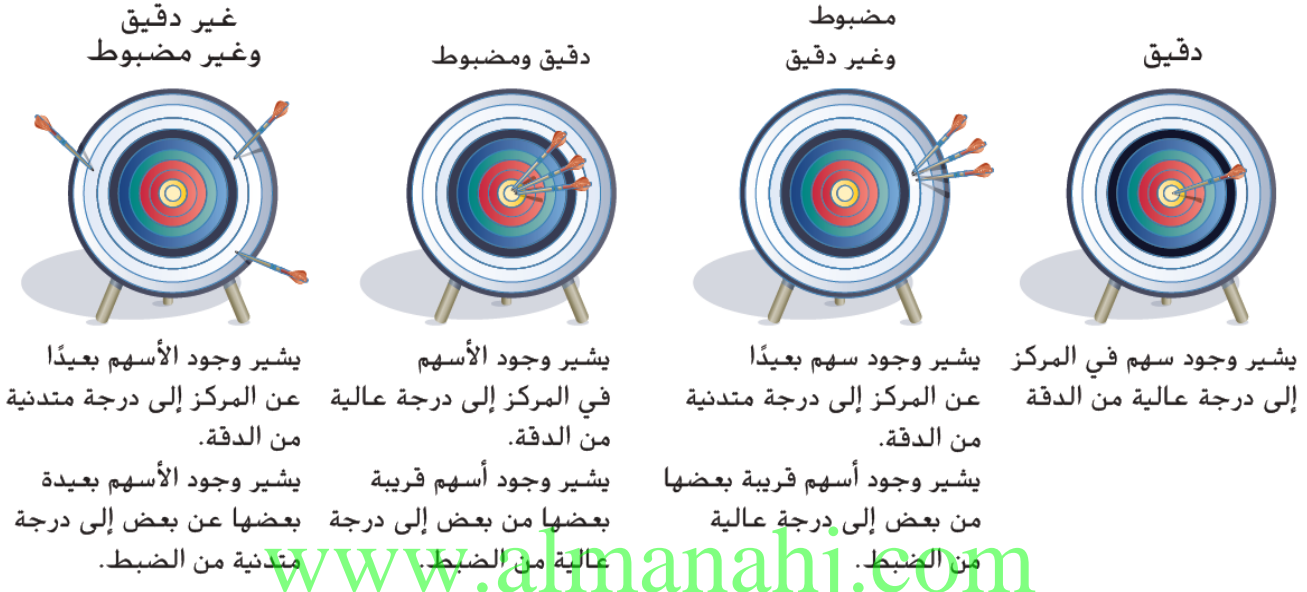 دقيق
يشير وجود سهم في المركز
إلى درجة عالية من الدقة
مضبوط
وغير دقيق
يشير وجود سهم بعيدًا
عن المركز إلى درجة متدنية
من الدقة.
يشير وجود أسهم قريبة بعضها
من بعض إلى درجة عالية
من الضبط.
دقيق ومضبوط
يشير وجود الأسهم
في المركز إلى درجة عالية
من الدقة.
يشير وجود أسهم قريبة
بعضها من بعض إلى درجة
عالية من الضبط.
غير دقيق
وغير مضبوط
يشير وجود الأسهم بعيدًا
عن المركز إلى درجة متدنية
من الدقة.
يشير وجود الأسهم بعيدة
بعضها عن بعض إلى درجة
متدنية من الضبط.
www.almanahj.com